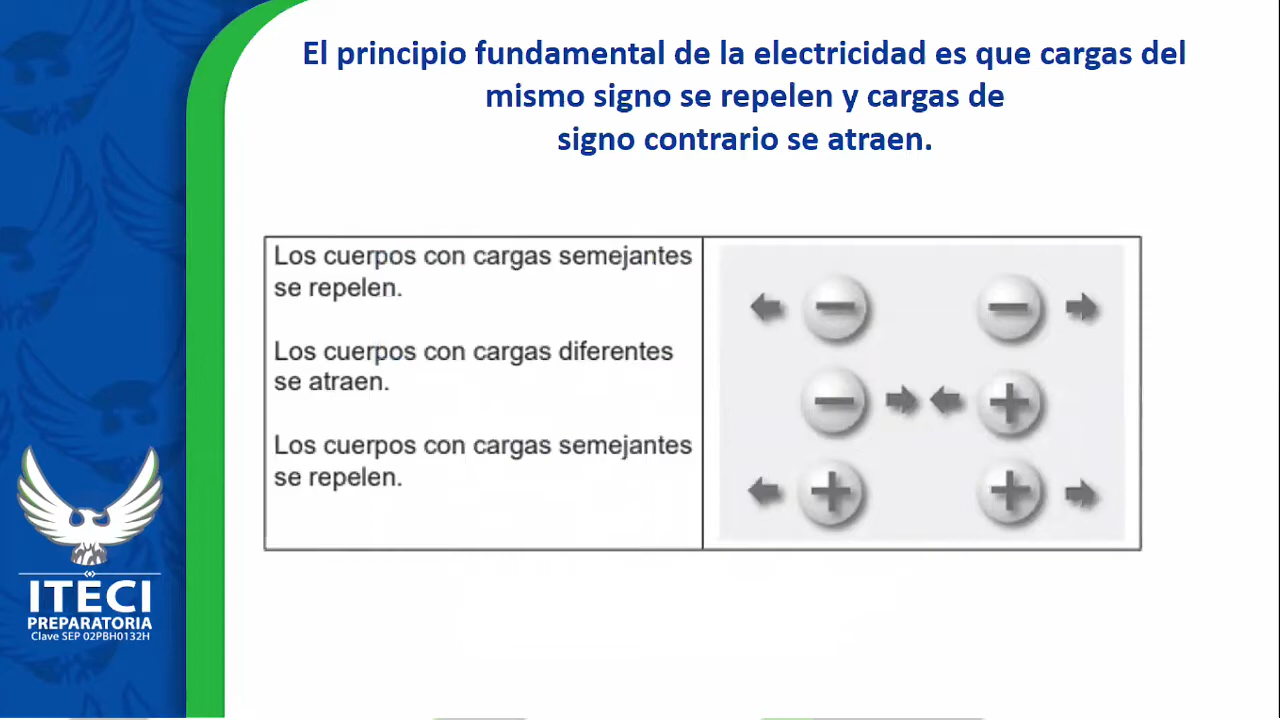 El principio fundamental de la electricidad es que cargas del
mismo signo se repelen y cargas de
signo contrario se atraen.
Los cuerpos con cargas semejantes
se repelen.
Los cuerpos con cargas diferentes
se atraen.
Los cuerpos con cargas semejantes
se repelen.
− −
− +
+ +
ITECI
PREPARATORIA
Clave SEP 02PBH0132H